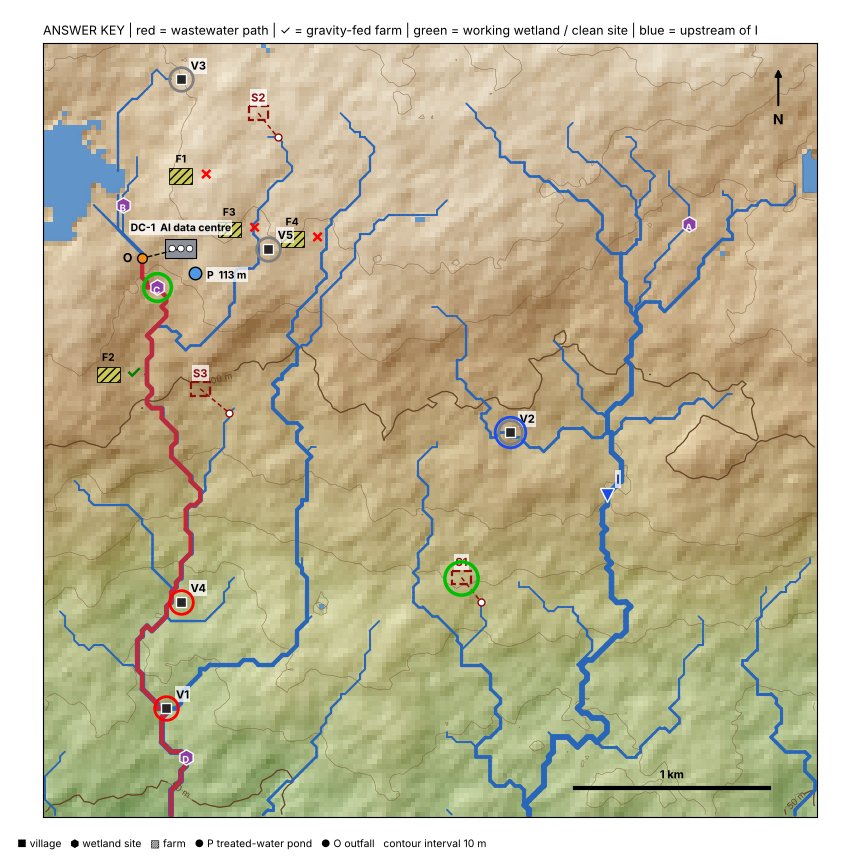 ANSWER KEY | red = wastewater path | ✓ = gravity-fed farm | green = working wetland / clean site | blue = upstream of I
V3
S2
N
F1
B
A
F3
F4
DC-1 AI data centre
V5
O
P 113 m
C
F2
S3
V2
I
S1
V4
V1
D
1 km
village
wetland site
farm
P treated-water pond
O outfall
contour interval 10 m